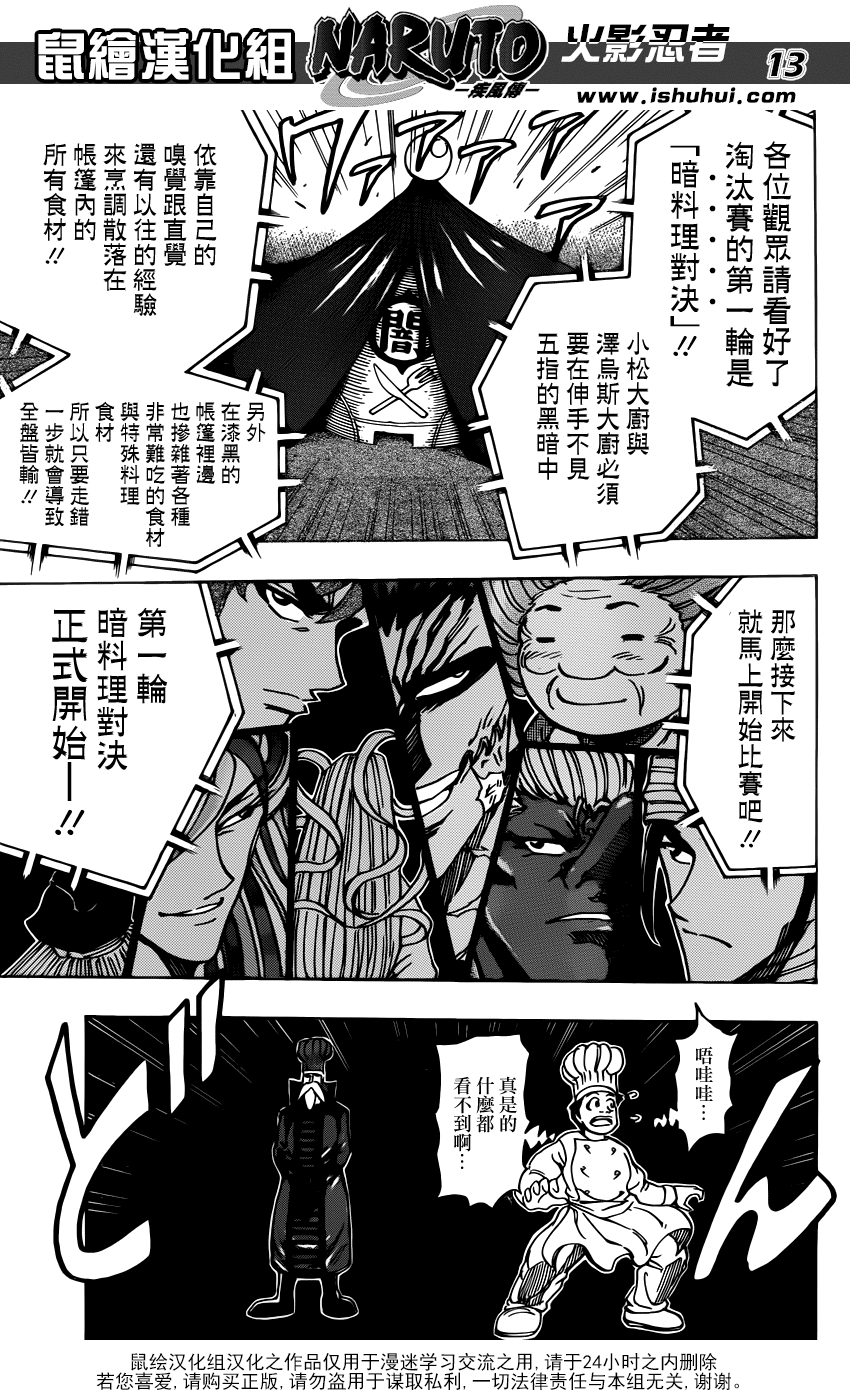 鼠繪漢化組
NARUTO
-疾風傳-
火影忍者
13
www.ishuhui.com
各位觀眾請看好了
淘汰賽的第一輪是
「暗料理對決」!!
小松大廚與
澤烏斯大廚必須
要在伸手不見
五指的黑暗中
依靠自己的
嗅覺跟直覺
還有以往的經驗
來烹調散落在
帳篷內的
所有食材!!
ワァァァ
闇
另外
在漆黑的
帳篷裡邊
也摻雜著各種
非常難吃的食材
與特殊料理
食材
所以只要走錯
一步就會導致
全盤皆輸!!
那麼接下來
就馬上開始比賽吧!!
第一輪
暗料理對決
正式開始ー!!
唔哇哇…
真是的
什麼都
看不到啊…
どん
鼠绘汉化组汉化之作品仅用于漫迷学习交流之用,请于24小时之内删除
若您喜爱,请购买正版,请勿盗用于谋取私利,一切法律责任与本组无关,谢谢。